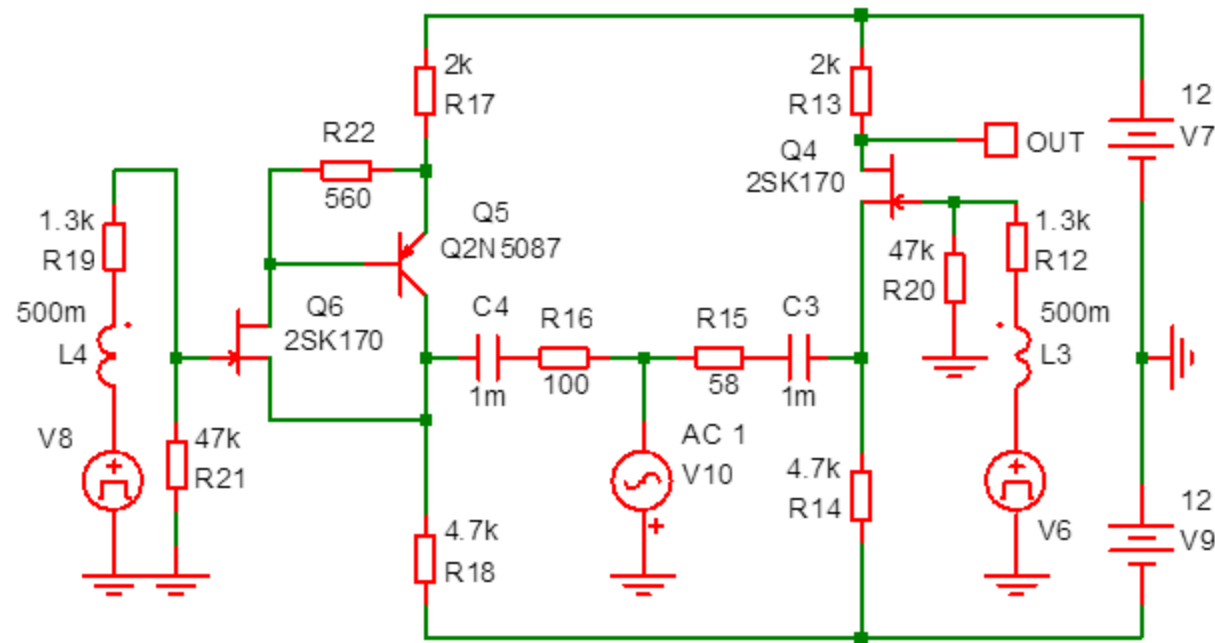 2k
R17
2k
R13
12
V7
R22
560
Q4
2SK170
OUT
1.3k
R19
Q5
Q2N5087
47k
R20
1.3k
R12
500m
L4
Q6
2SK170
C4
1m
R16
100
R15
58
C3
1m
500m
L3
V8
47k
R21
AC 1
V10
4.7k
R14
V6
12
V9
4.7k
R18